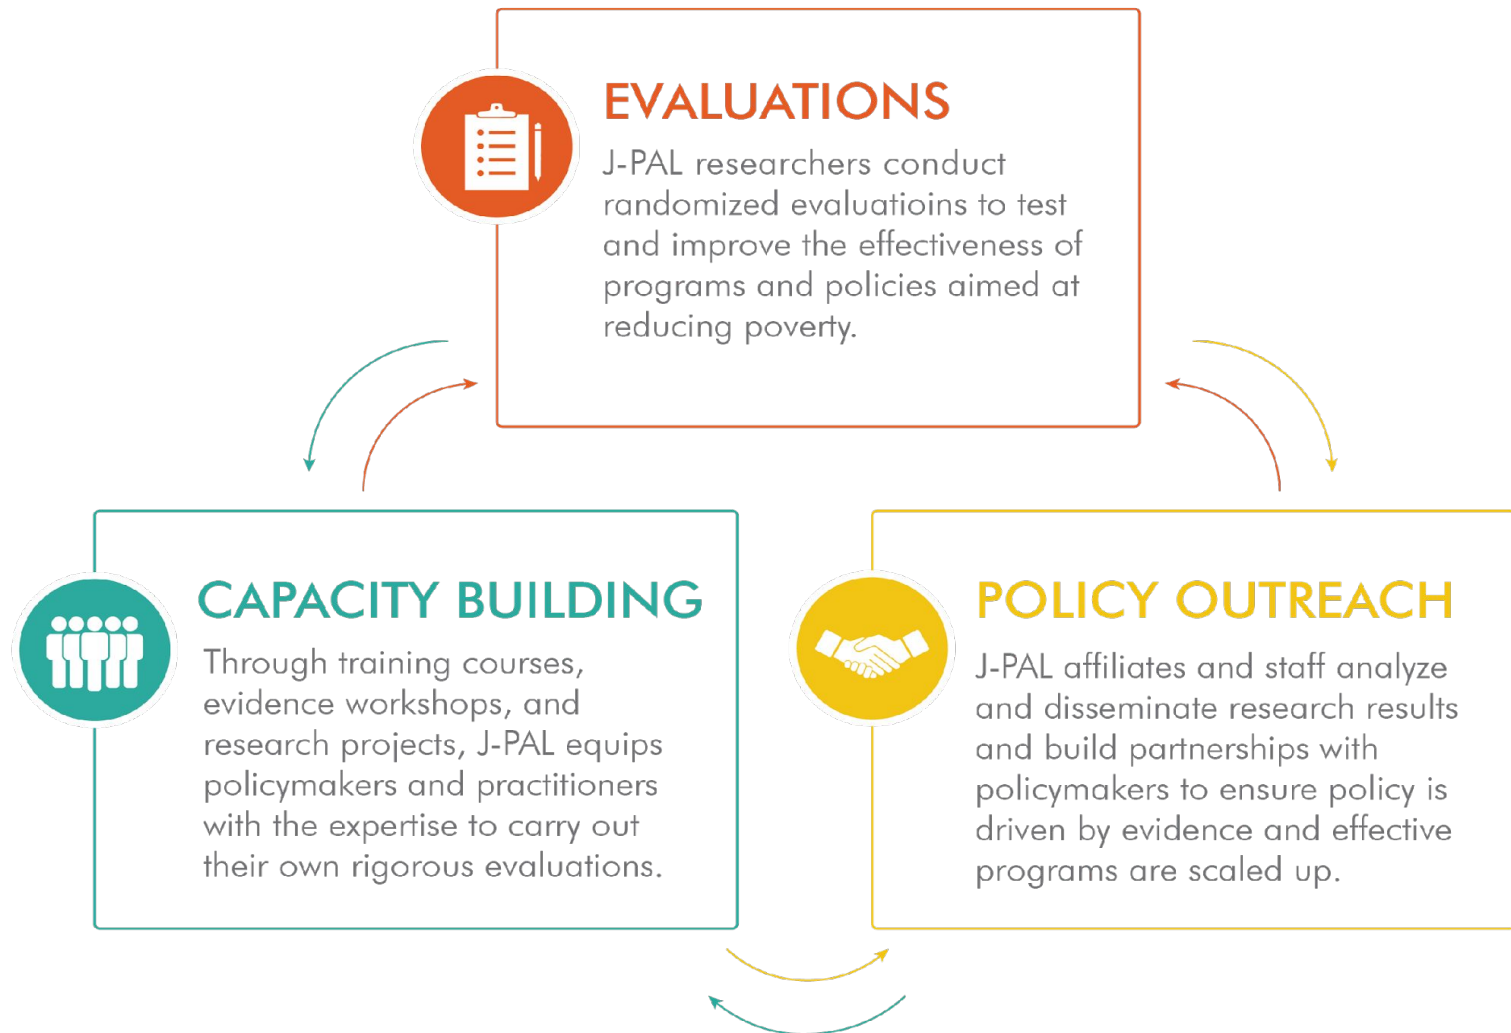 EVALUATIONS
J-PAL researchers conduct
randomized evaluatioins to test
and improve the effectiveness of
programs and policies aimed at
reducing poverty.
CAPACITY BUILDING
Through training courses,
evidence workshops, and
research projects, J-PAL equips
policymakers and practitioners
with the expertise to carry out
their own rigorous evaluations.
POLICY OUTREACH
J-PAL affiliates and staff analyze
and disseminate research results
and build partnerships with
policymakers to ensure policy is
driven by evidence and effective
programs are scaled up.